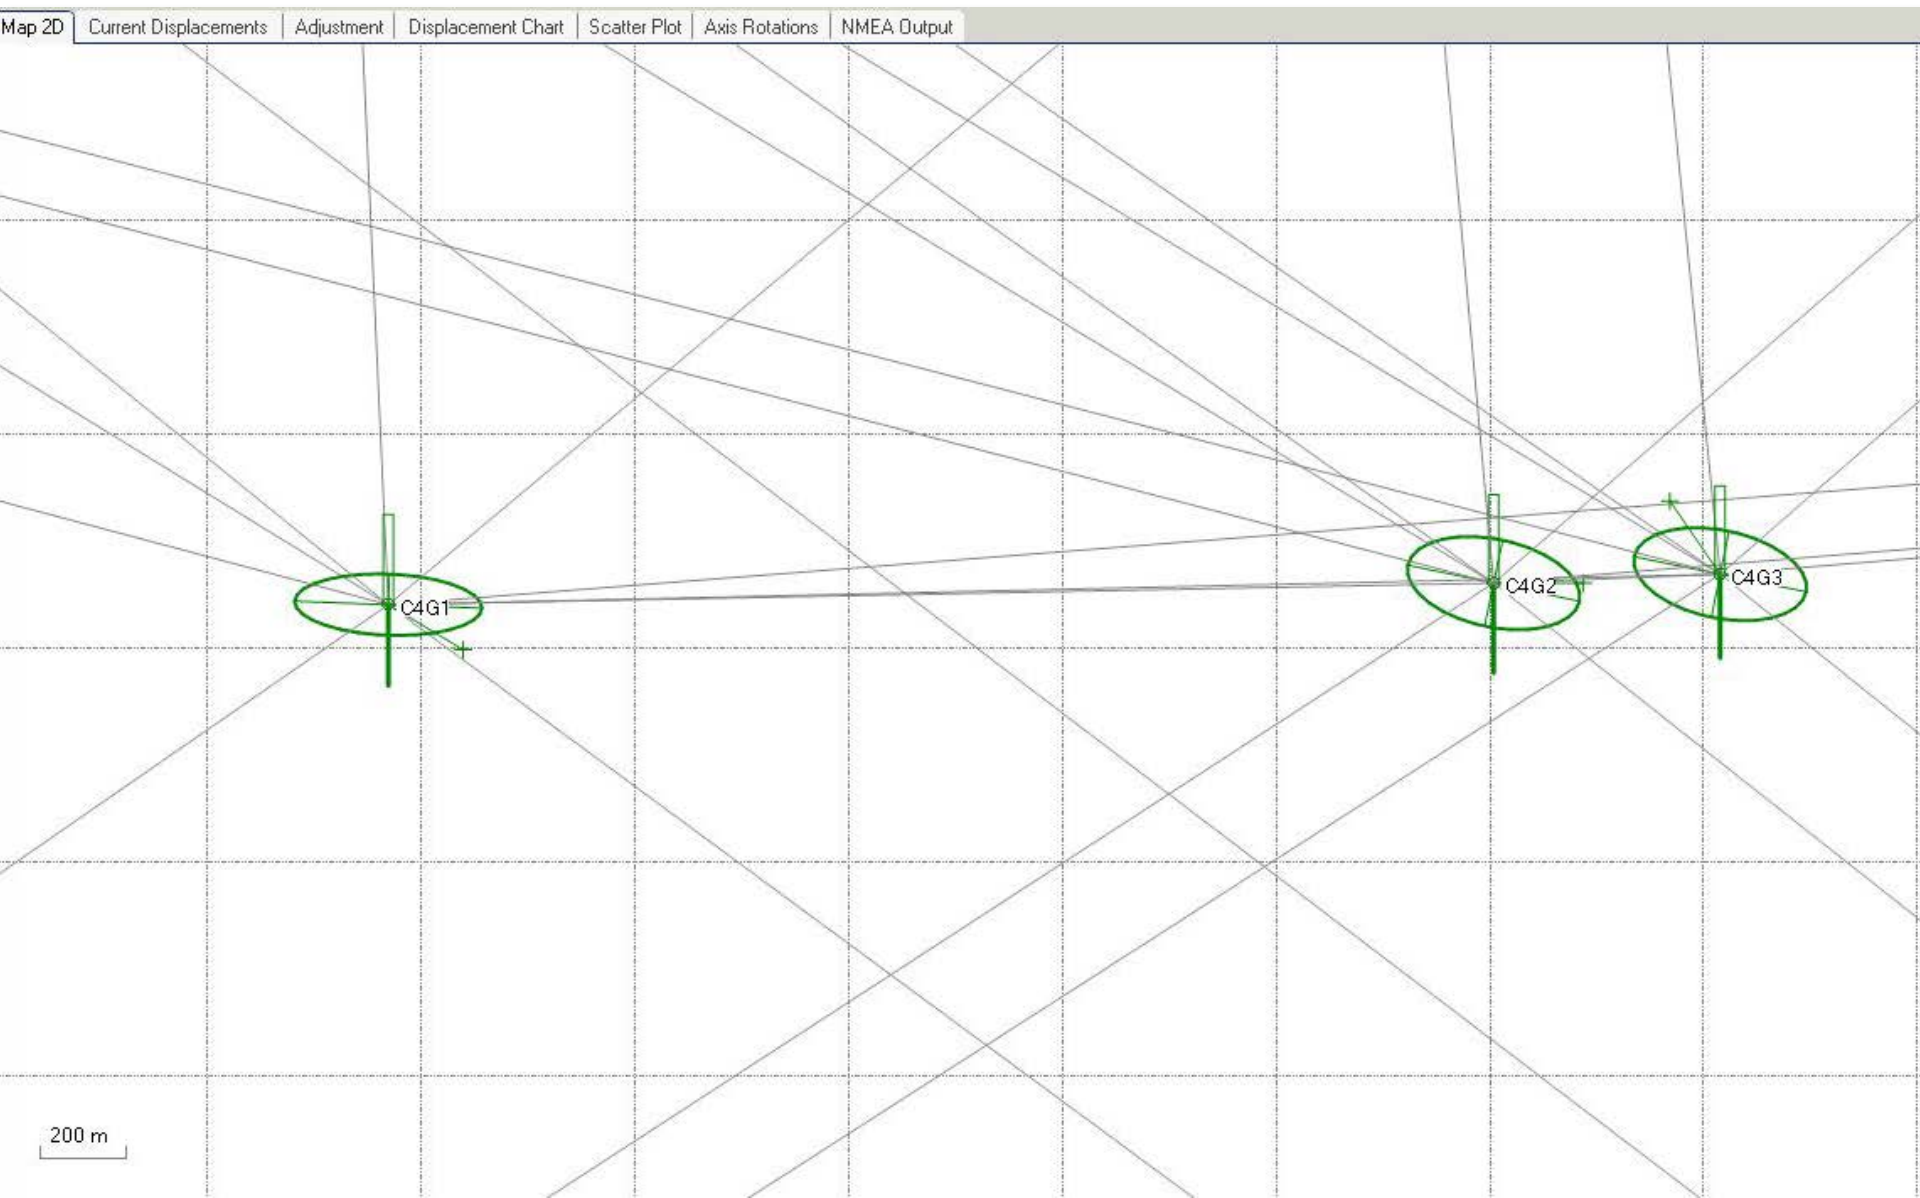 Map 2D Current Displacements Adjustment Displacement Chart Scatter Plot Axis Rotations NMEA Output
C4G3
C4G2
C4G1
200 m